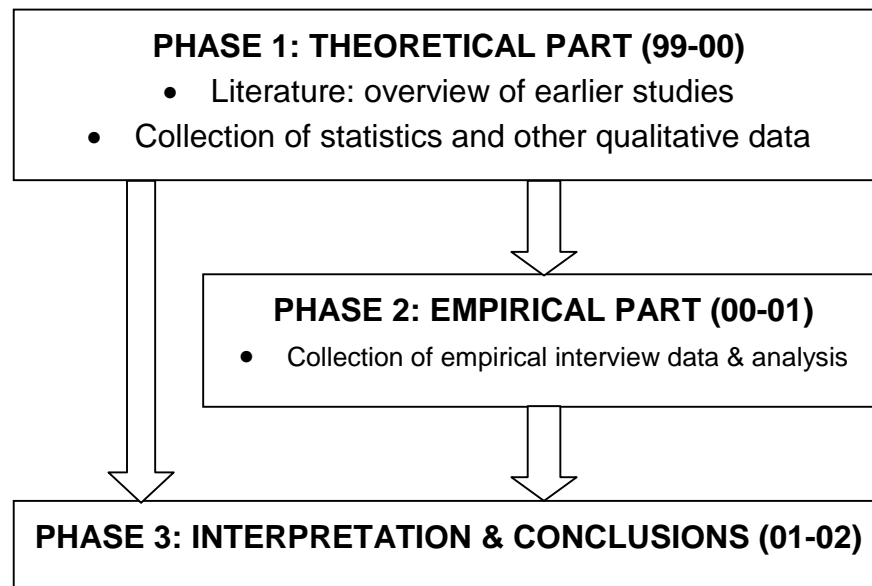 PHASE 1: THEORETICAL PART (99-00)
• Literature: overview of earlier studies
• Collection of statistics and other qualitative data
PHASE 2: EMPIRICAL PART (00-01)
• Collection of empirical interview data & analysis
PHASE 3: INTERPRETATION & CONCLUSIONS (01-02)